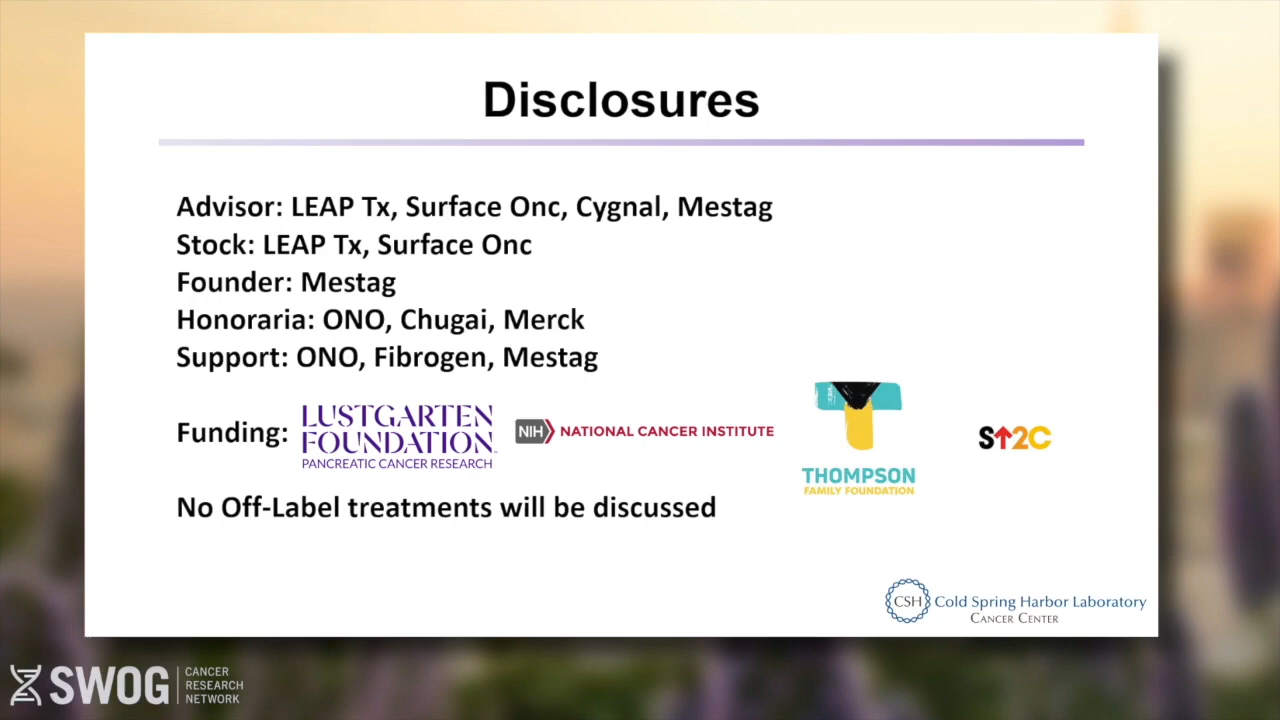 Disclosures
Advisor: LEAP Tx, Surface Onc, Cygnal, Mestag
Stock: LEAP Tx, Surface Onc
Founder: Mestag
Honoraria: ONO, Chugai, Merck
Support: ONO, Fibrogen, Mestag
Funding:
LUSTGARTEN
FOUNDATION
PANCREATIC CANCER RESEARCH
NIH NATIONAL CANCER INSTITUTE
THOMPSON
FAMILY FOUNDATION
SU2C
No Off-Label treatments will be discussed
CSH Cold Spring Harbor Laboratory
CANCER CENTER
SWOG
CANCER
RESEARCH
NETWORK